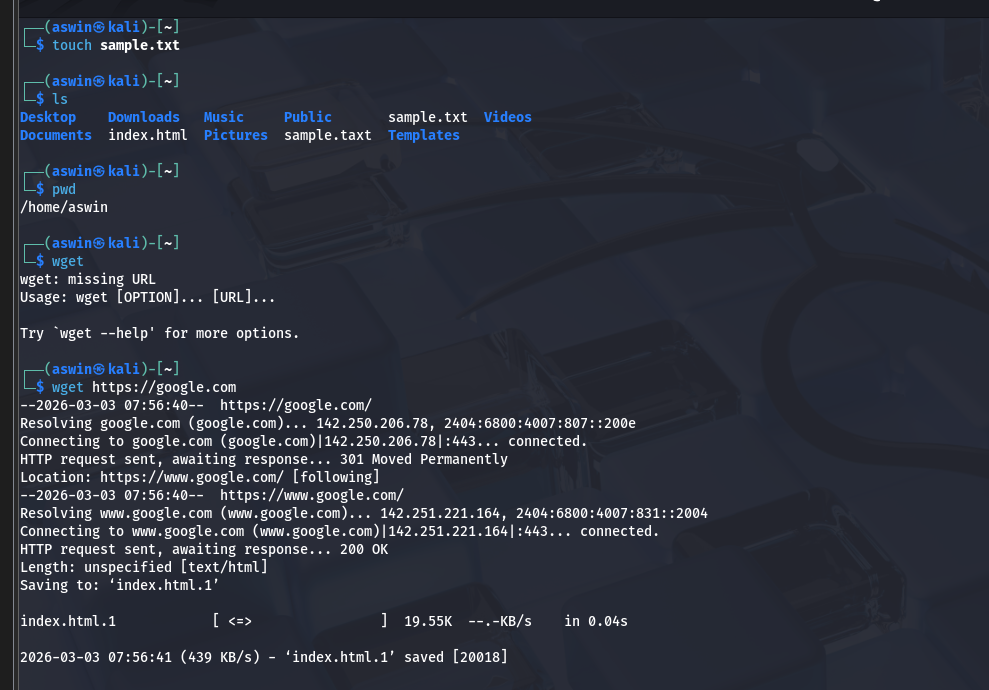 ┌──(aswin㉿kali)-[~]
└─$ touch sample.txt
┌──(aswin㉿kali)-[~]
└─$ ls
Desktop    Downloads   Music     Public       sample.txt  Videos
Documents  index.html  Pictures  sample.taxt  Templates
┌──(aswin㉿kali)-[~]
└─$ pwd
/home/aswin
┌──(aswin㉿kali)-[~]
└─$ wget
wget: missing URL
Usage: wget [OPTION]... [URL]...
Try `wget --help' for more options.
┌──(aswin㉿kali)-[~]
└─$ wget https://google.com
--2026-03-03 07:56:40--  https://google.com/
Resolving google.com (google.com)... 142.250.206.78, 2404:6800:4007:807::200e
Connecting to google.com (google.com)|142.250.206.78|:443... connected.
HTTP request sent, awaiting response... 301 Moved Permanently
Location: https://www.google.com/ [following]
--2026-03-03 07:56:40--  https://www.google.com/
Resolving www.google.com (www.google.com)... 142.251.221.164, 2404:6800:4007:831::2004
Connecting to www.google.com (www.google.com)|142.251.221.164|:443... connected.
HTTP request sent, awaiting response... 200 OK
Length: unspecified [text/html]
Saving to: ‘index.html.1’
index.html.1            [ <=>                ]  19.55K  --.-KB/s    in 0.04s
2026-03-03 07:56:41 (439 KB/s) - ‘index.html.1’ saved [20018]